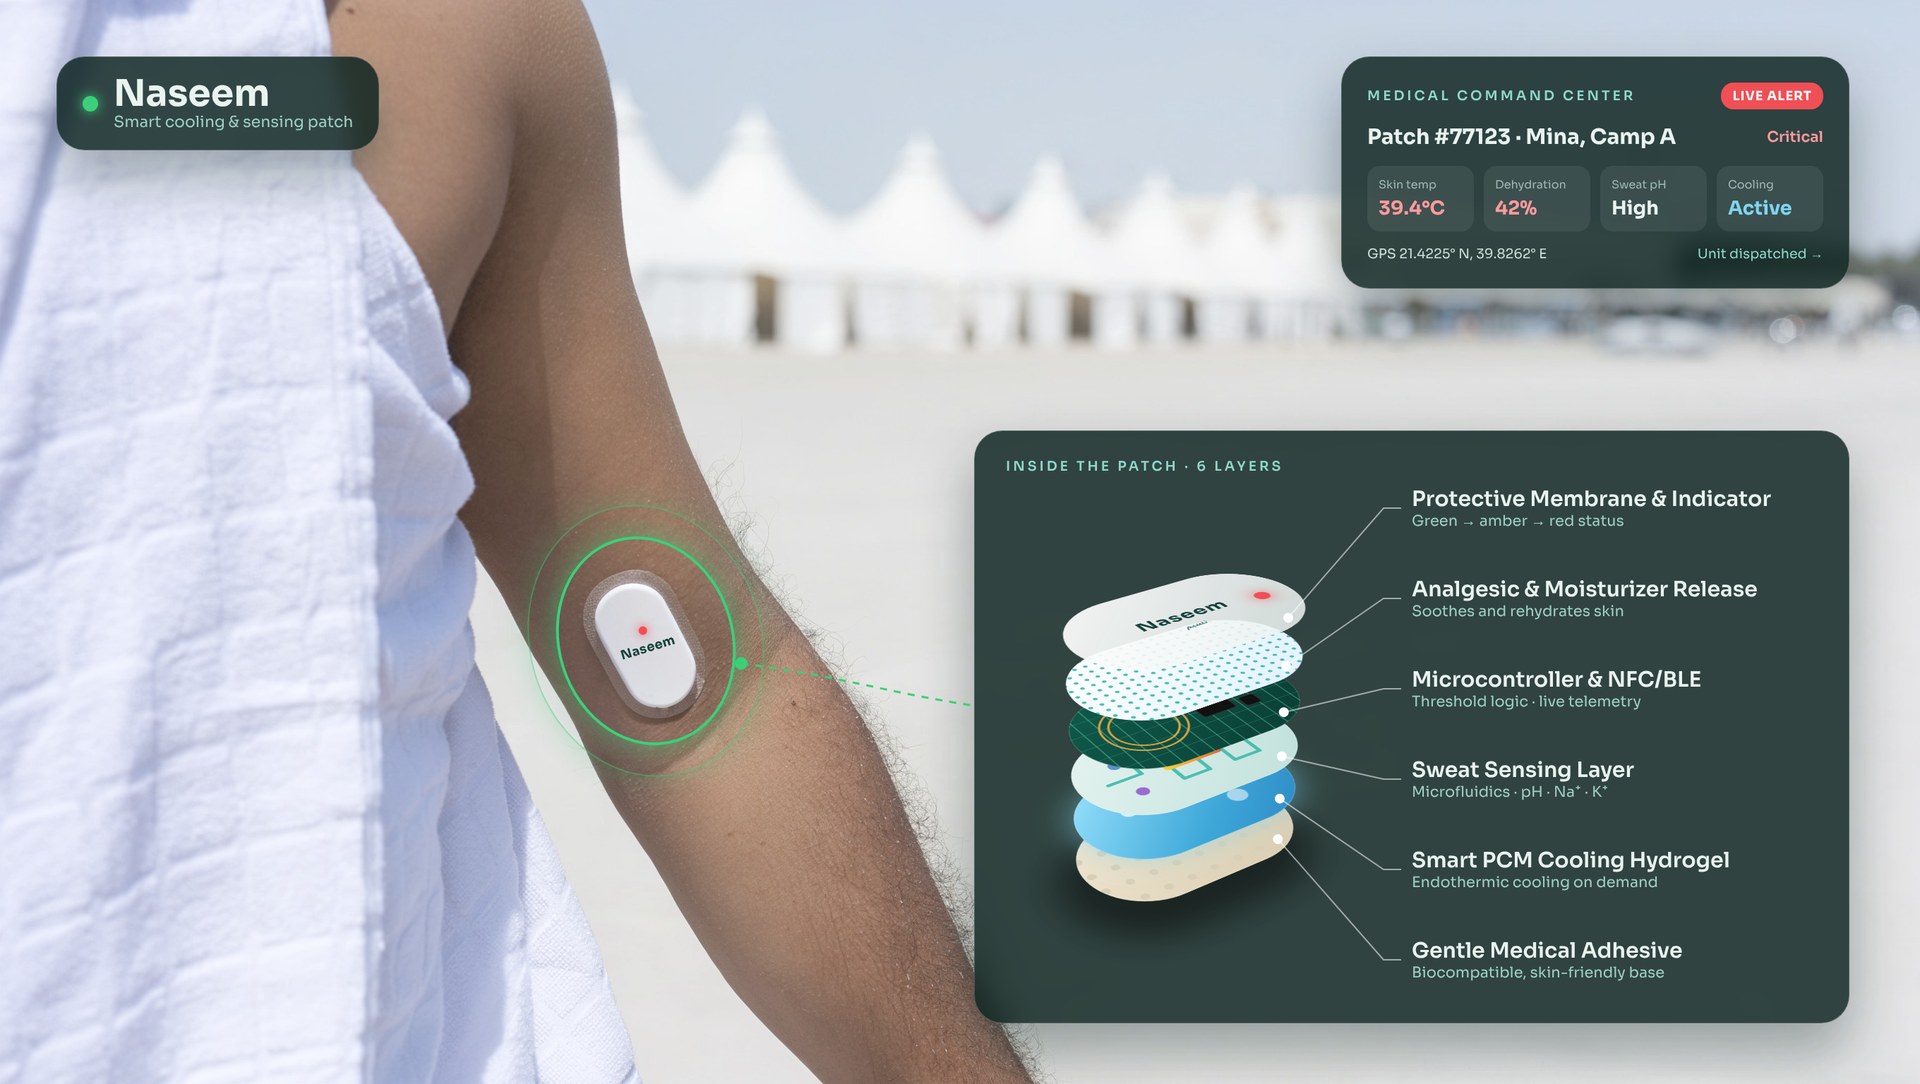 Naseem
Smart cooling & sensing patch
MEDICAL COMMAND CENTER
LIVE ALERT
Patch #77123 · Mina, Camp A
Critical
Skin temp
39.4°C
Dehydration
42%
Sweat pH
High
Cooling
Active
GPS 21.4225° N, 39.8262° E
Unit dispatched →
Naseem
INSIDE THE PATCH · 6 LAYERS
Naseem
Protective Membrane & Indicator
Green → amber → red status
Analgesic & Moisturizer Release
Soothes and rehydrates skin
Microcontroller & NFC/BLE
Threshold logic · live telemetry
Sweat Sensing Layer
Microfluidics · pH · Na⁺ · K⁺
Smart PCM Cooling Hydrogel
Endothermic cooling on demand
Gentle Medical Adhesive
Biocompatible, skin-friendly base